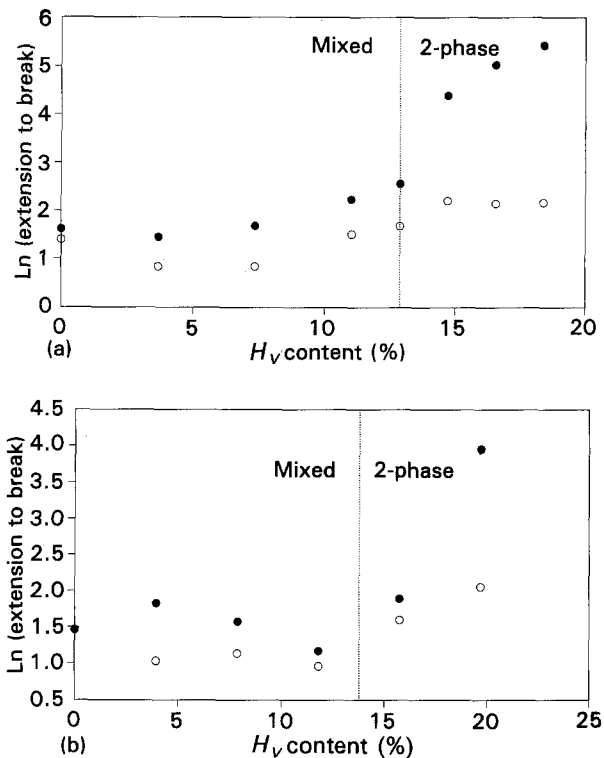 Mixed 2-phase
Ln (extension to break)
6
5
4
3
2
1
0
0 5 10 15 20
(a) H_V content (%)
4.5
4.0
3.5
3.0
2.5
2.0
1.5
1.0
0.5
Ln (extension to break)
Mixed 2-phase
0 5 10 15 20 25
(b) H_V content (%)